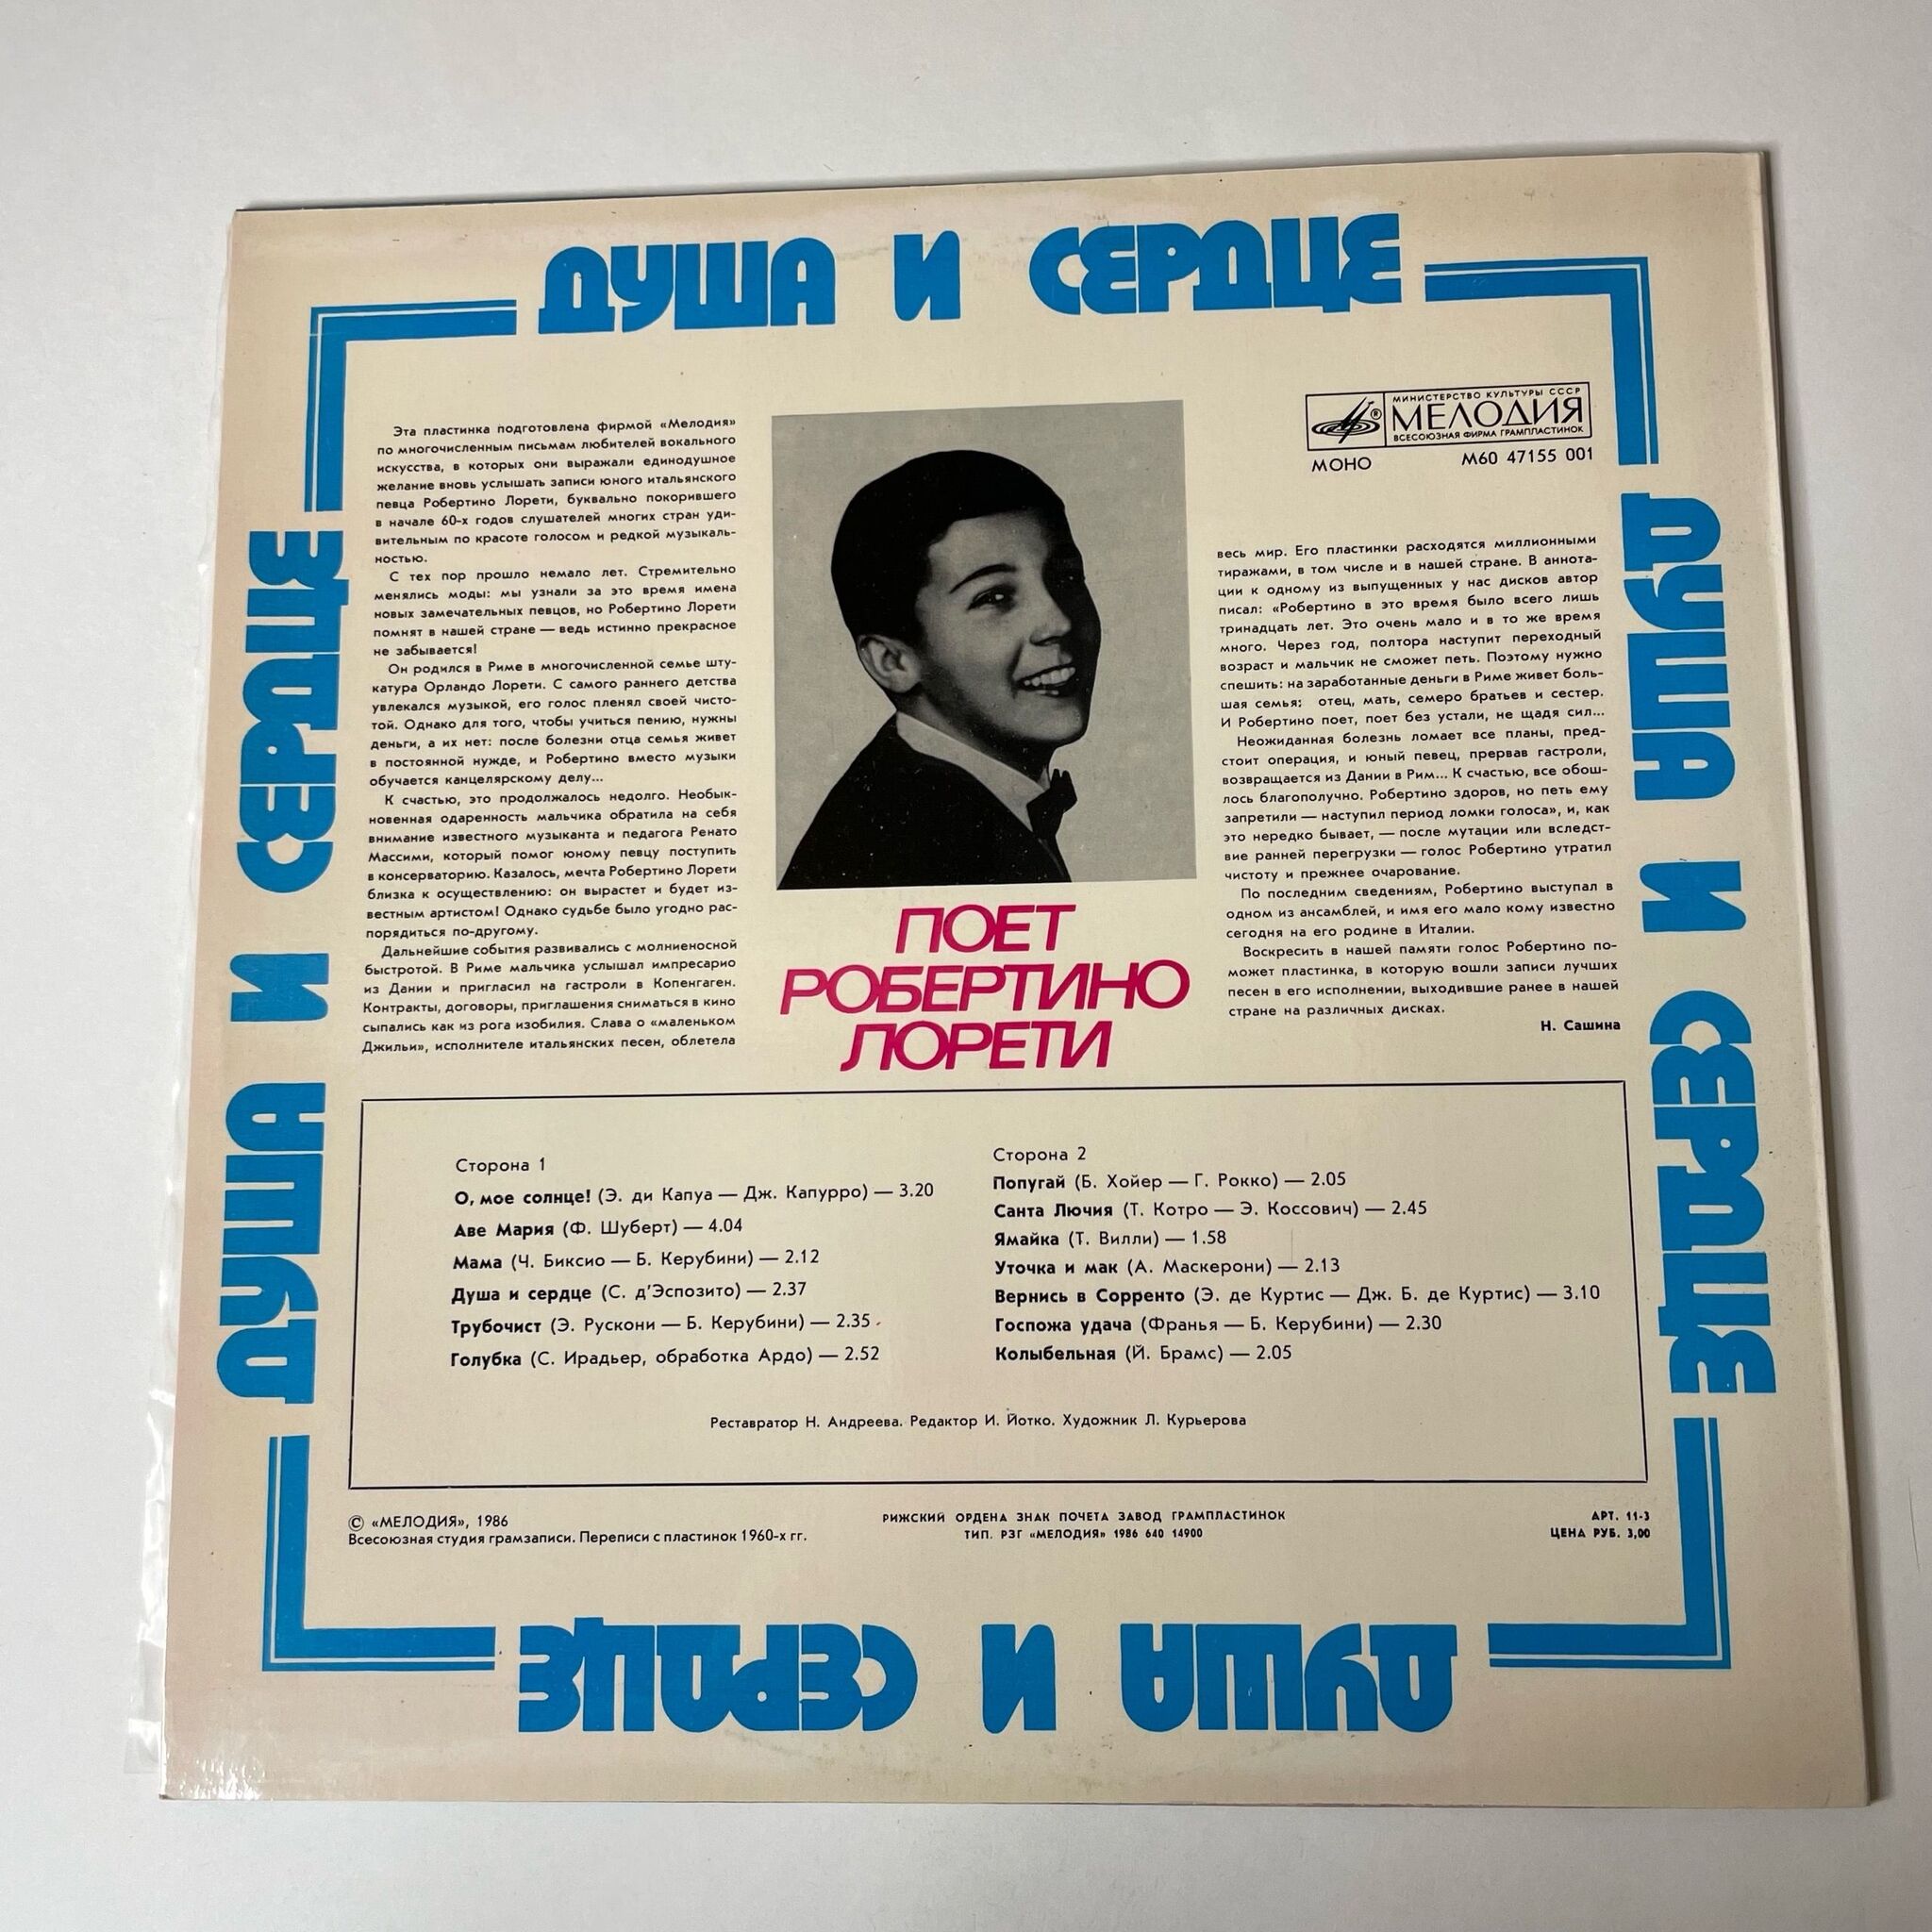 ДУША И СЕРДЦЕ
Эта пластинка подготовлена фирмой «Мелодия»
по многочисленным письмам любителей вокального
искусства, в которых они выражали единодушное
желание вновь услышать записи юного итальянского
певца Робертино Лорети, буквально покорившего
в начале 60-х годов слушателей многих стран уди-
вительным по красоте голосом и редкой музыкаль-
ностью.
С тех пор прошло немало лет. Стремительно
менялись моды: мы узнали за это время имена
новых замечательных певцов, но Робертино Лорети
помнят в нашей стране — ведь истинно прекрасное
не забывается!
Он родился в Риме в многочисленной семье шту-
катура Орландо Лорети. С самого раннего детства
увлекался музыкой, его голос пленял своей чисто-
той. Однако для того, чтобы учиться пению, нужны
деньги, а их нет: после болезни отца семья живет
в постоянной нужде, и Робертино вместо музыки
обучается канцелярскому делу...
К счастью, это продолжалось недолго. Необык-
новенная одаренность мальчика обратила на себя
внимание известного музыканта и педагога Ренато
Массими, который помог юному певцу поступить
в консерваторию. Казалось, мечта Робертино Лорети
близка к осуществлению: он вырастет и будет из-
вестным артистом! Однако судьбе было угодно рас-
порядиться по-другому.
Дальнейшие события развивались с молниеносной
быстротой. В Риме мальчика услышал импресарио
из Дании и пригласил на гастроли в Копенгаген.
Контракты, договоры, приглашения сниматься в кино
сыпались как из рога изобилия. Слава о «маленьком
Джильи», исполнителе итальянских песен, облетела
ПОЕТ
РОБЕРТИНО
ЛОРЕТИ
МИНИСТЕРСТВО КУЛЬТУРЫ СССР
® МЕЛОДИЯ
ВСЕСОЮЗНАЯ ФИРМА ГРАМПЛАСТИНОК
МОНО М60 47155 001
весь мир. Его пластинки расходятся миллионными
тиражами, в том числе и в нашей стране. В аннота-
ции к одному из выпущенных у нас дисков автор
писал: «Робертино в это время было всего лишь
тринадцать лет. Это очень мало и в то же время
много. Через год, полтора наступит переходный
возраст и мальчик не сможет петь. Поэтому нужно
спешить: на заработанные деньги в Риме живет боль-
шая семья: отец, мать, семеро братьев и сестер.
И Робертино поет, поет без устали, не щадя сил...
Неожиданная болезнь ломает все планы, пред-
стоит операция, и юный певец, прервав гастроли,
возвращается из Дании в Рим... К счастью, все обош-
лось благополучно. Робертино здоров, но петь ему
запретили — наступил период ломки голоса», и, как
это нередко бывает, — после мутации или вследст-
вие ранней перегрузки — голос Робертино утратил
чистоту и прежнее очарование.
По последним сведениям, Робертино выступал в
одном из ансамблей, и имя его мало кому известно
сегодня на его родине в Италии.
Воскресить в нашей памяти голос Робертино по-
может пластинка, в которую вошли записи лучших
песен в его исполнении, выходившие ранее в нашей
стране на различных дисках.
Н. Сашина
Сторона 1
О, мое солнце! (Э. ди Капуа — Дж. Капурро) — 3.20
Аве Мария (Ф. Шуберт) — 4.04
Мама (Ч. Биксио — Б. Керубини) — 2.12
Душа и сердце (С. д'Эспозито) — 2.37
Трубочист (Э. Рускони — Б. Керубини) — 2.35
Голубка (С. Ирадьер, обработка Ардо) — 2.52
Сторона 2
Попугай (Б. Хойер — Г. Рокко) — 2.05
Санта Лючия (Т. Котро — Э. Коссович) — 2.45
Ямайка (Т. Вилли) — 1.58
Уточка и мак (А. Маскерони) — 2.13
Вернись в Сорренто (Э. де Куртис — Дж. Б. де Куртис) — 3.10
Госпожа удача (Франья — Б. Керубини) — 2.30
Колыбельная (Й. Брамс) — 2.05
Реставратор Н. Андреева. Редактор И. Йотко. Художник Л. Курьерова
© «МЕЛОДИЯ», 1986
Всесоюзная студия грамзаписи. Переписи с пластинок 1960-х гг.
РИЖСКИЙ ОРДЕНА ЗНАК ПОЧЕТА ЗАВОД ГРАМПЛАСТИНОК
ТИП. РЗГ «МЕЛОДИЯ» 1986 640 14900
АРТ. 11-3
ЦЕНА РУБ. 3,00
ДУША И СЕРДЦЕ
ДУША И СЕРДЦЕ
ДУША И СЕРДЦЕ